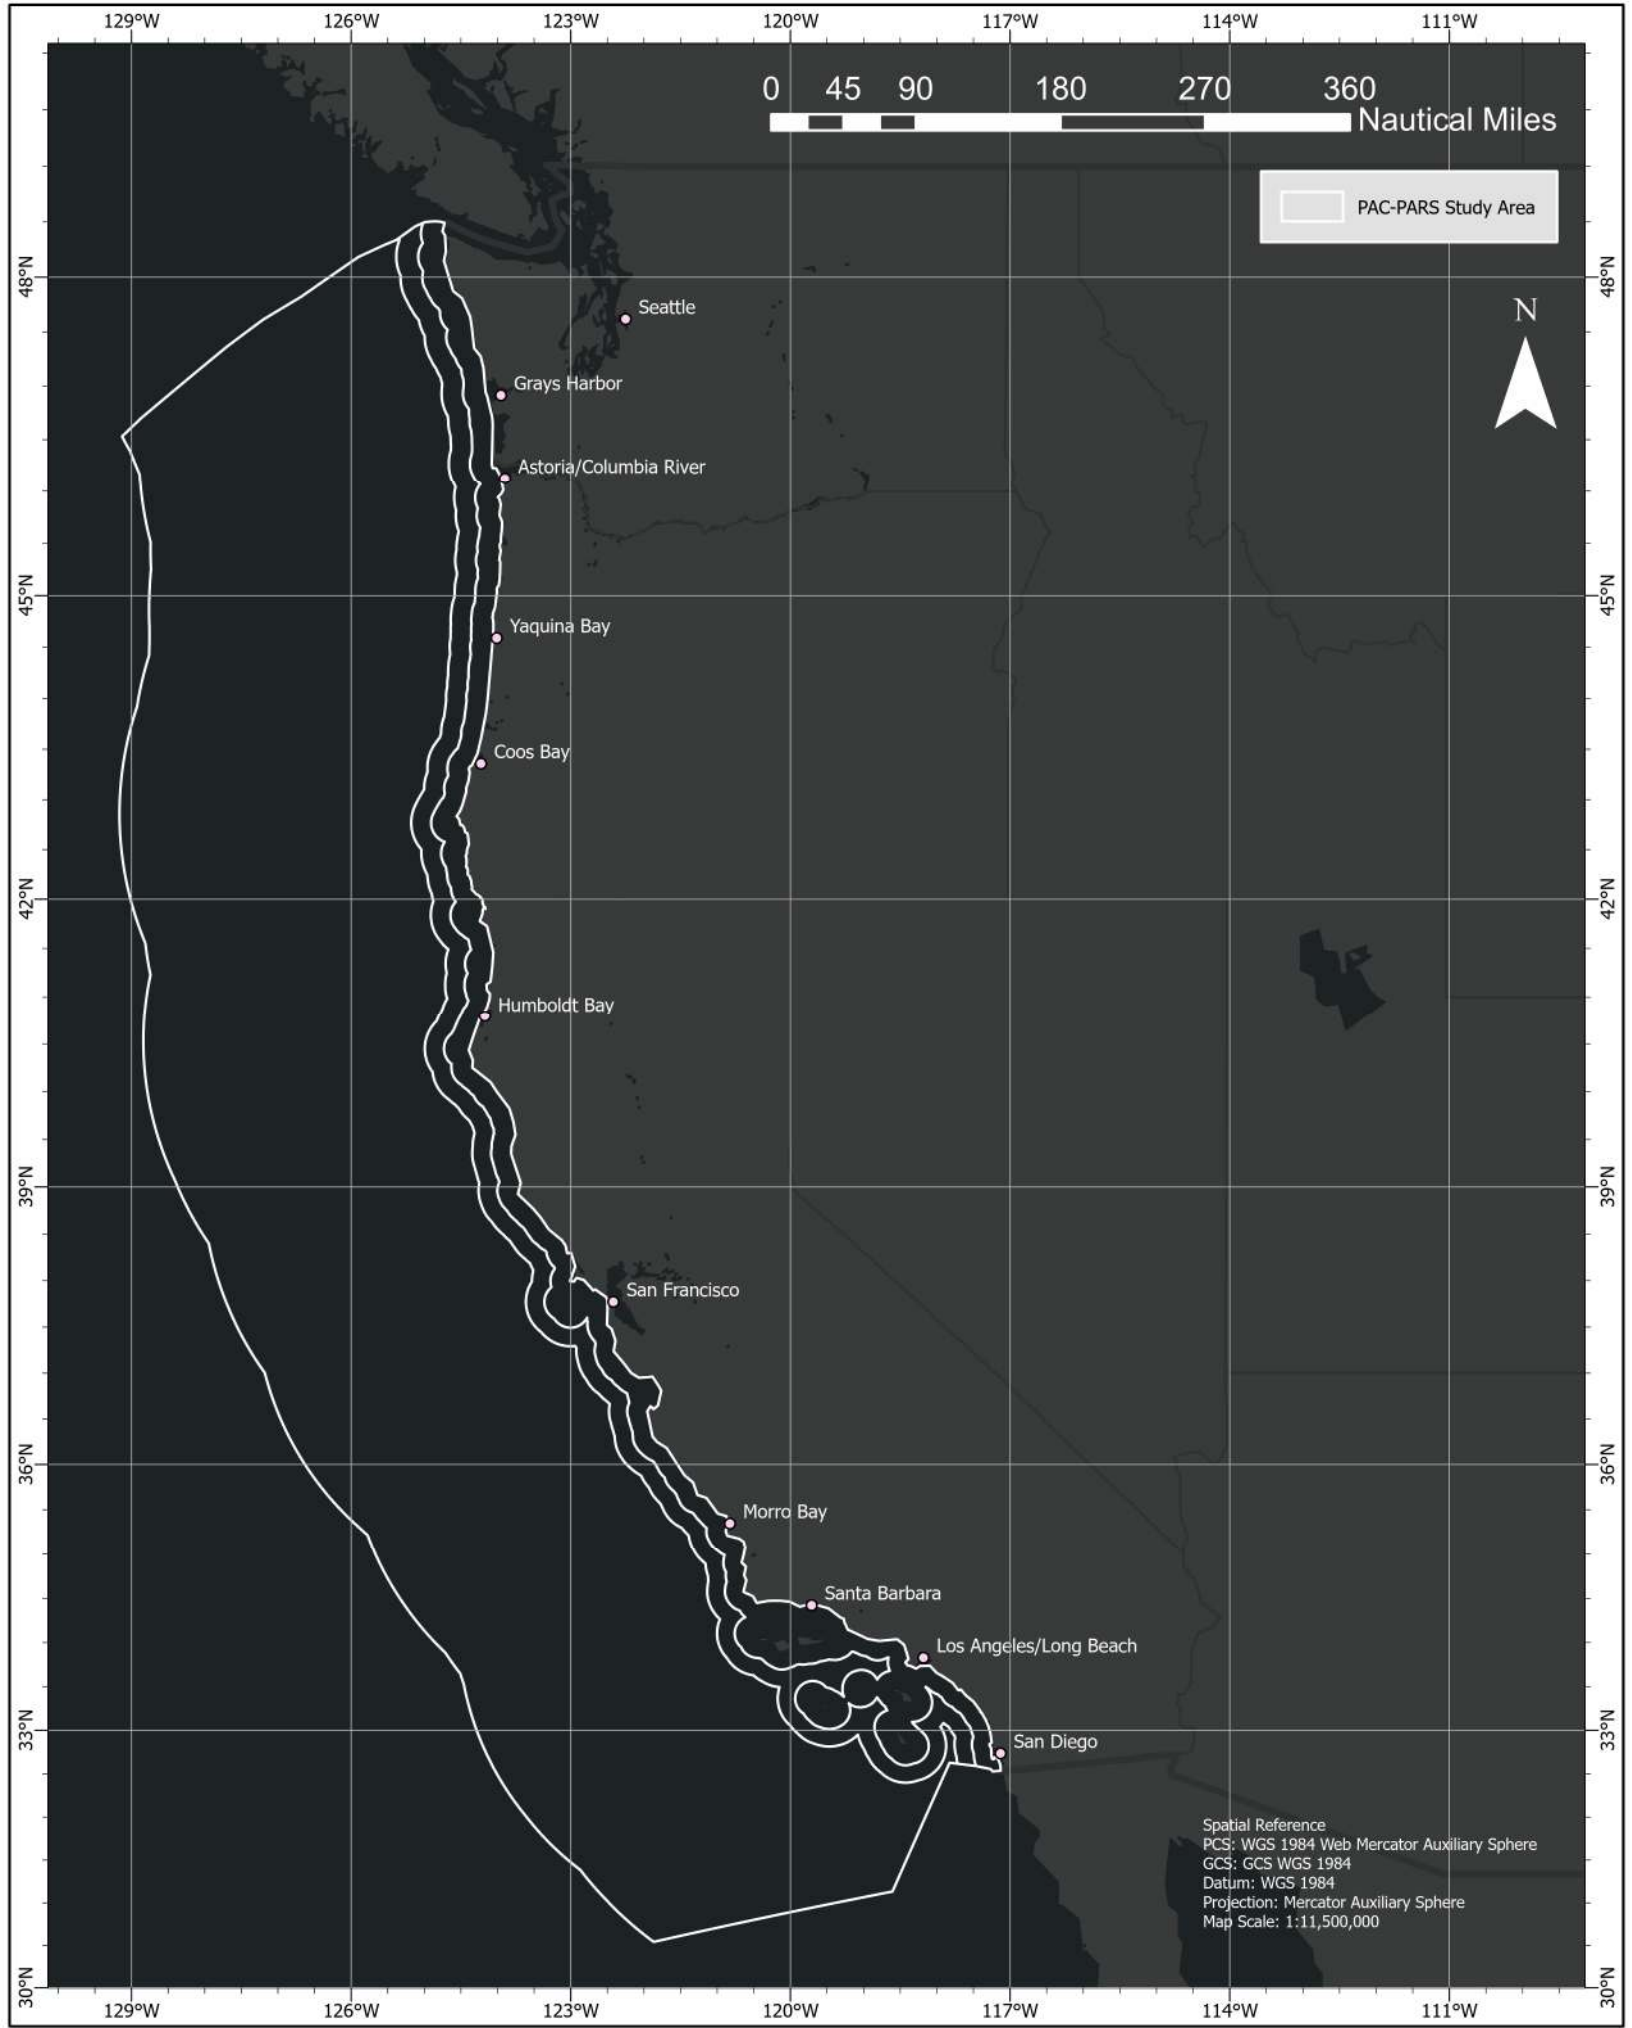 129°W 126°W 123°W 120°W 117°W 114°W 111°W
0 45 90 180 270 360
Nautical Miles
PAC-PARS Study Area
48°N 48°N
N
Seattle
Grays Harbor
Astoria/Columbia River
45°N 45°N
Yaquina Bay
Coos Bay
42°N 42°N
Humboldt Bay
39°N 39°N
San Francisco
36°N 36°N
Morro Bay
Santa Barbara
Los Angeles/Long Beach
33°N 33°N
San Diego
Spatial Reference
PCS: WGS 1984 Web Mercator Auxiliary Sphere
GCS: GCS WGS 1984
Datum: WGS 1984
Projection: Mercator Auxiliary Sphere
Map Scale: 1:11,500,000
30°N 30°N
129°W 126°W 123°W 120°W 117°W 114°W 111°W